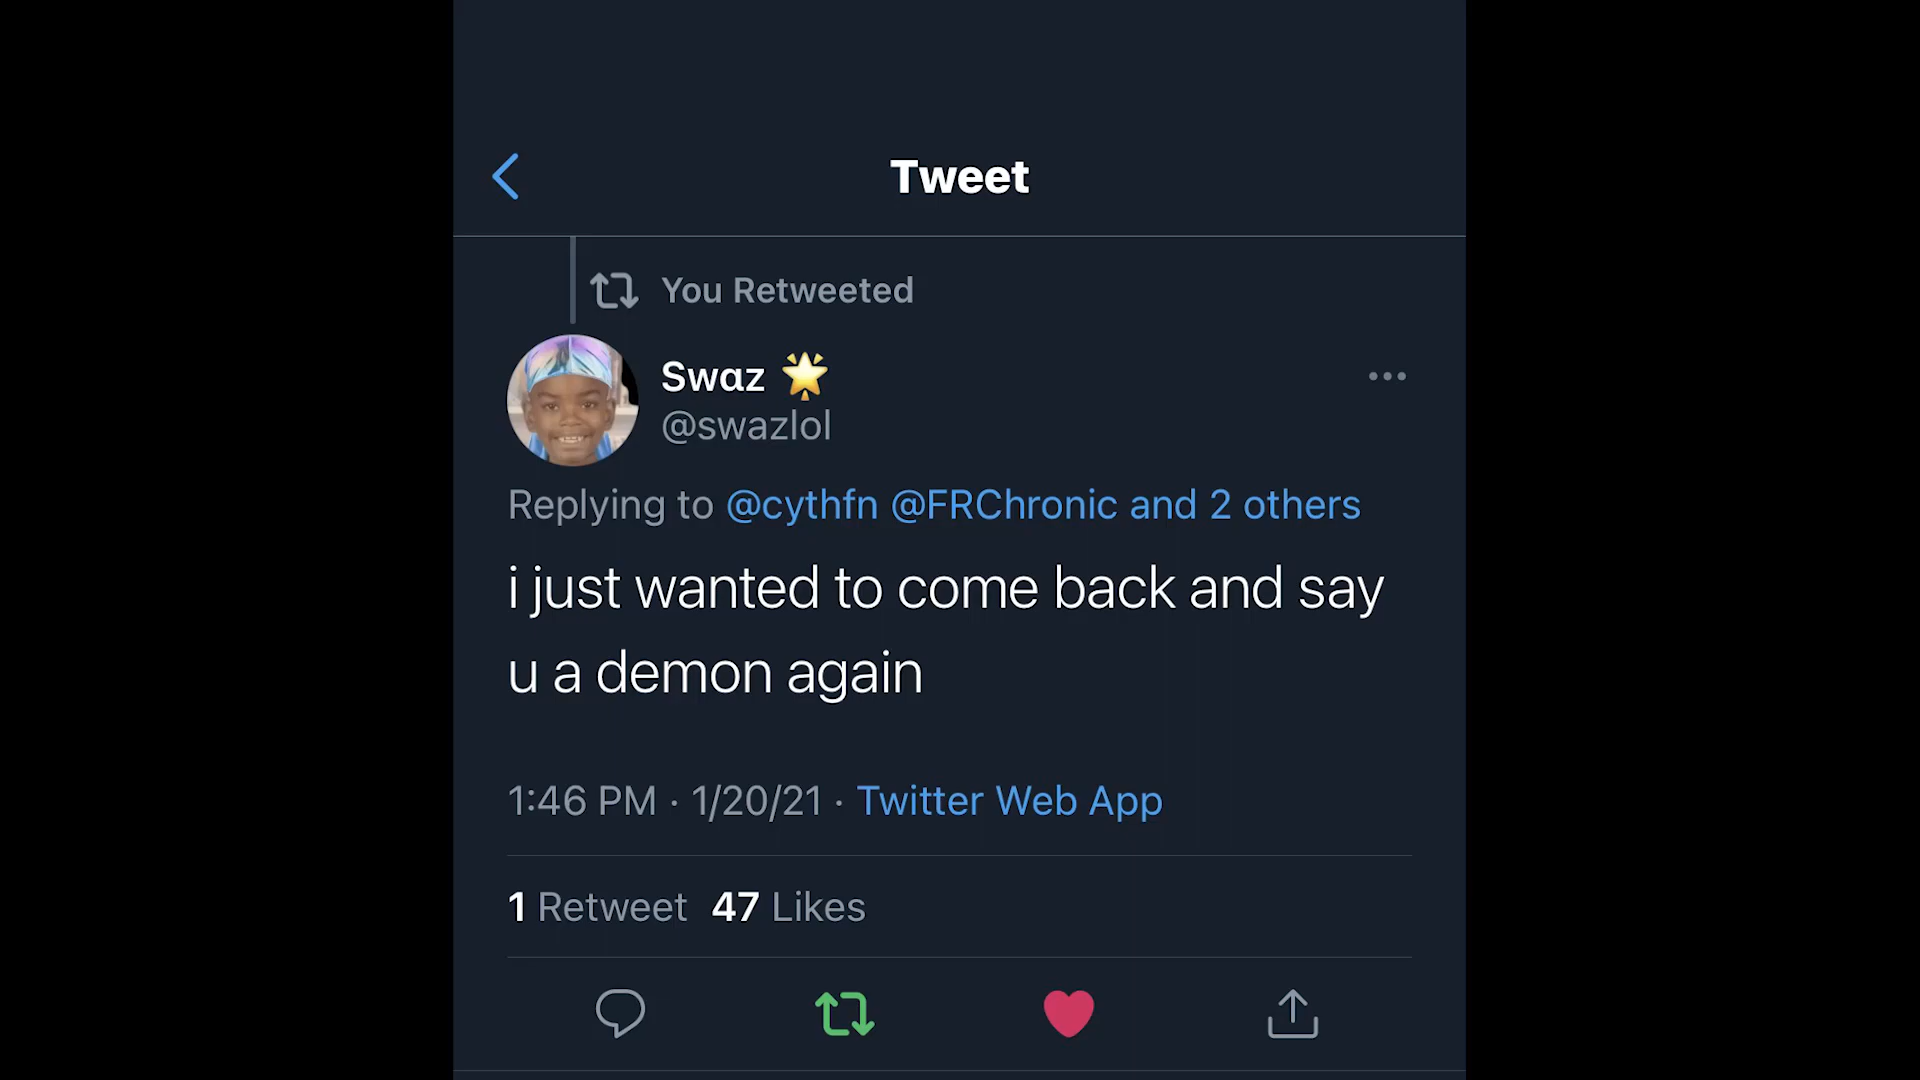 Tweet
You Retweeted
Swaz 🌟
@swazlol
Replying to @cythfn @FRChronic and 2 others
i just wanted to come back and say
u a demon again
1:46 PM · 1/20/21 · Twitter Web App
1 Retweet 47 Likes